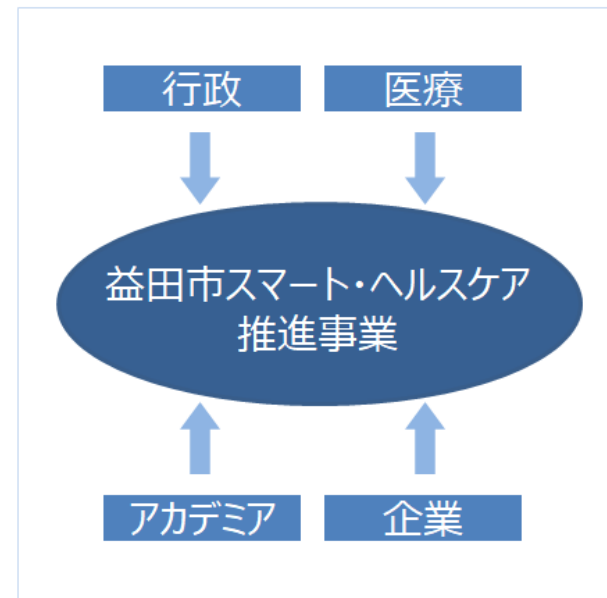 行政
医療
益田市スマート・ヘルスケア
推進事業
アカデミア
企業